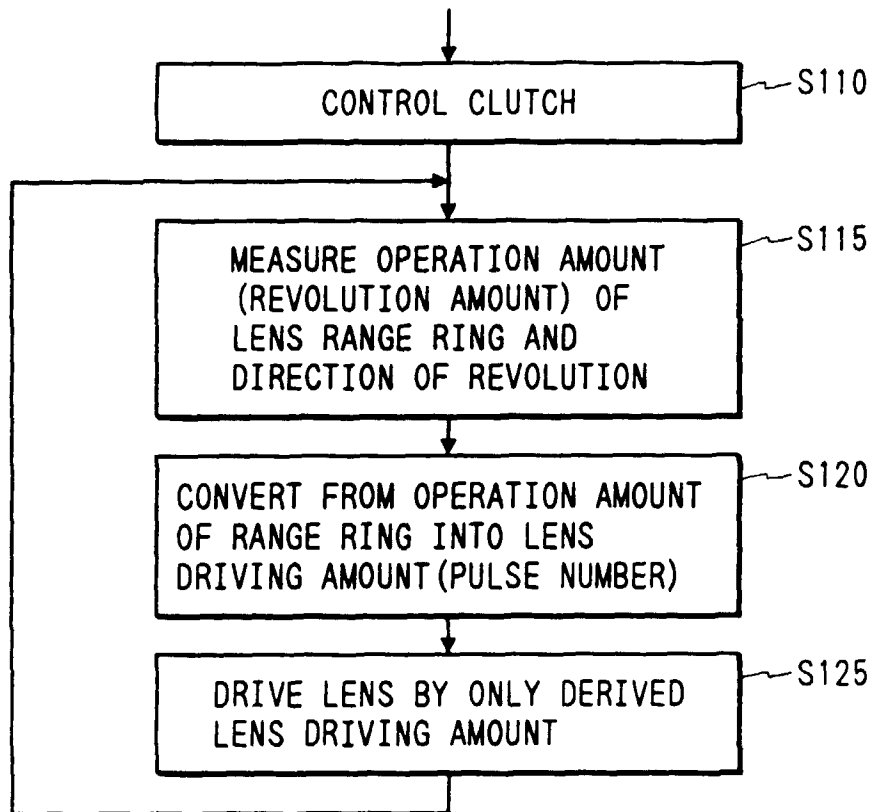 CONTROL CLUTCH
S110
MEASURE OPERATION AMOUNT
(REVOLUTION AMOUNT) OF
LENS RANGE RING AND
DIRECTION OF REVOLUTION
S115
CONVERT FROM OPERATION AMOUNT
OF RANGE RING INTO LENS
DRIVING AMOUNT(PULSE NUMBER)
S120
DRIVE LENS BY ONLY DERIVED
LENS DRIVING AMOUNT
S125